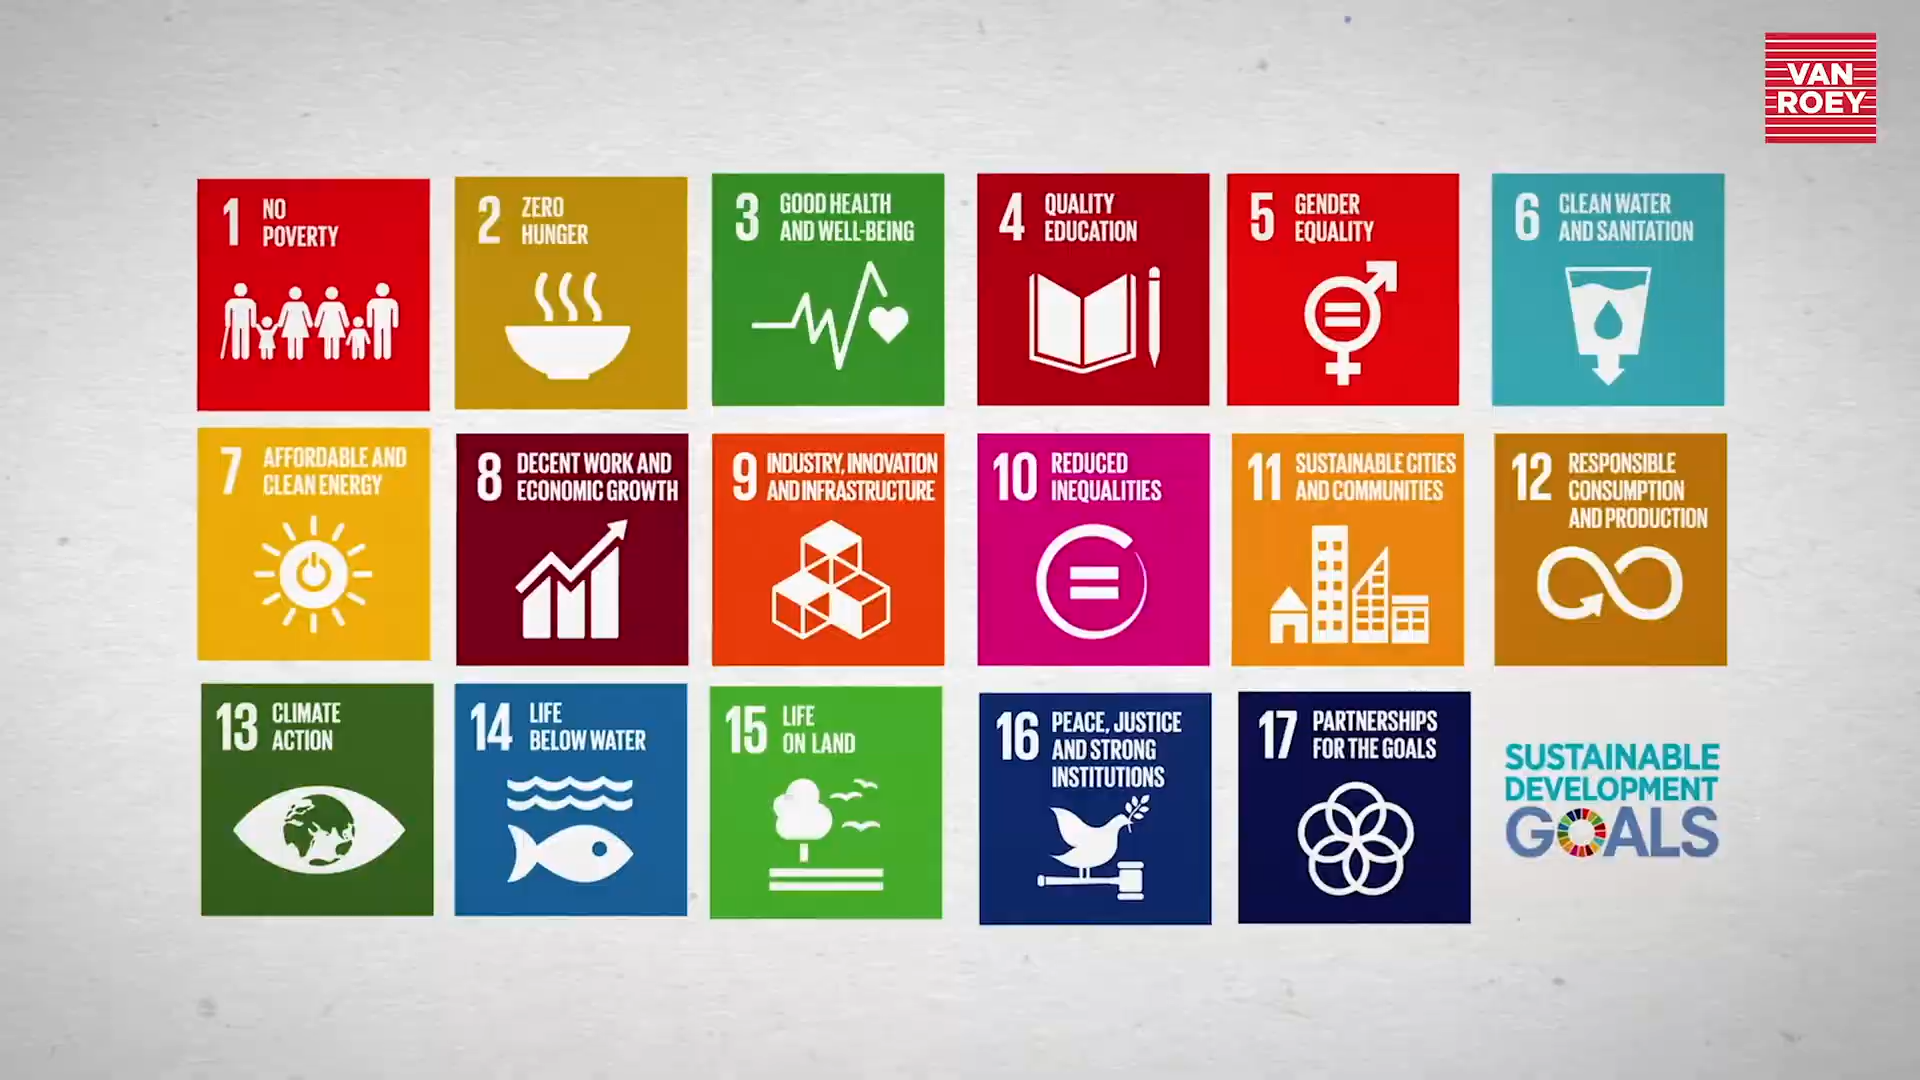 VAN
ROEY
1 NO
POVERTY
2 ZERO
HUNGER
3 GOOD HEALTH
AND WELL-BEING
4 QUALITY
EDUCATION
5 GENDER
EQUALITY
6 CLEAN WATER
AND SANITATION
7 AFFORDABLE AND
CLEAN ENERGY
8 DECENT WORK AND
ECONOMIC GROWTH
9 INDUSTRY, INNOVATION
AND INFRASTRUCTURE
10 REDUCED
INEQUALITIES
11 SUSTAINABLE CITIES
AND COMMUNITIES
12 RESPONSIBLE
CONSUMPTION
AND PRODUCTION
13 CLIMATE
ACTION
14 LIFE
BELOW WATER
15 LIFE
ON LAND
16 PEACE, JUSTICE
AND STRONG
INSTITUTIONS
17 PARTNERSHIPS
FOR THE GOALS
SUSTAINABLE
DEVELOPMENT
GOALS